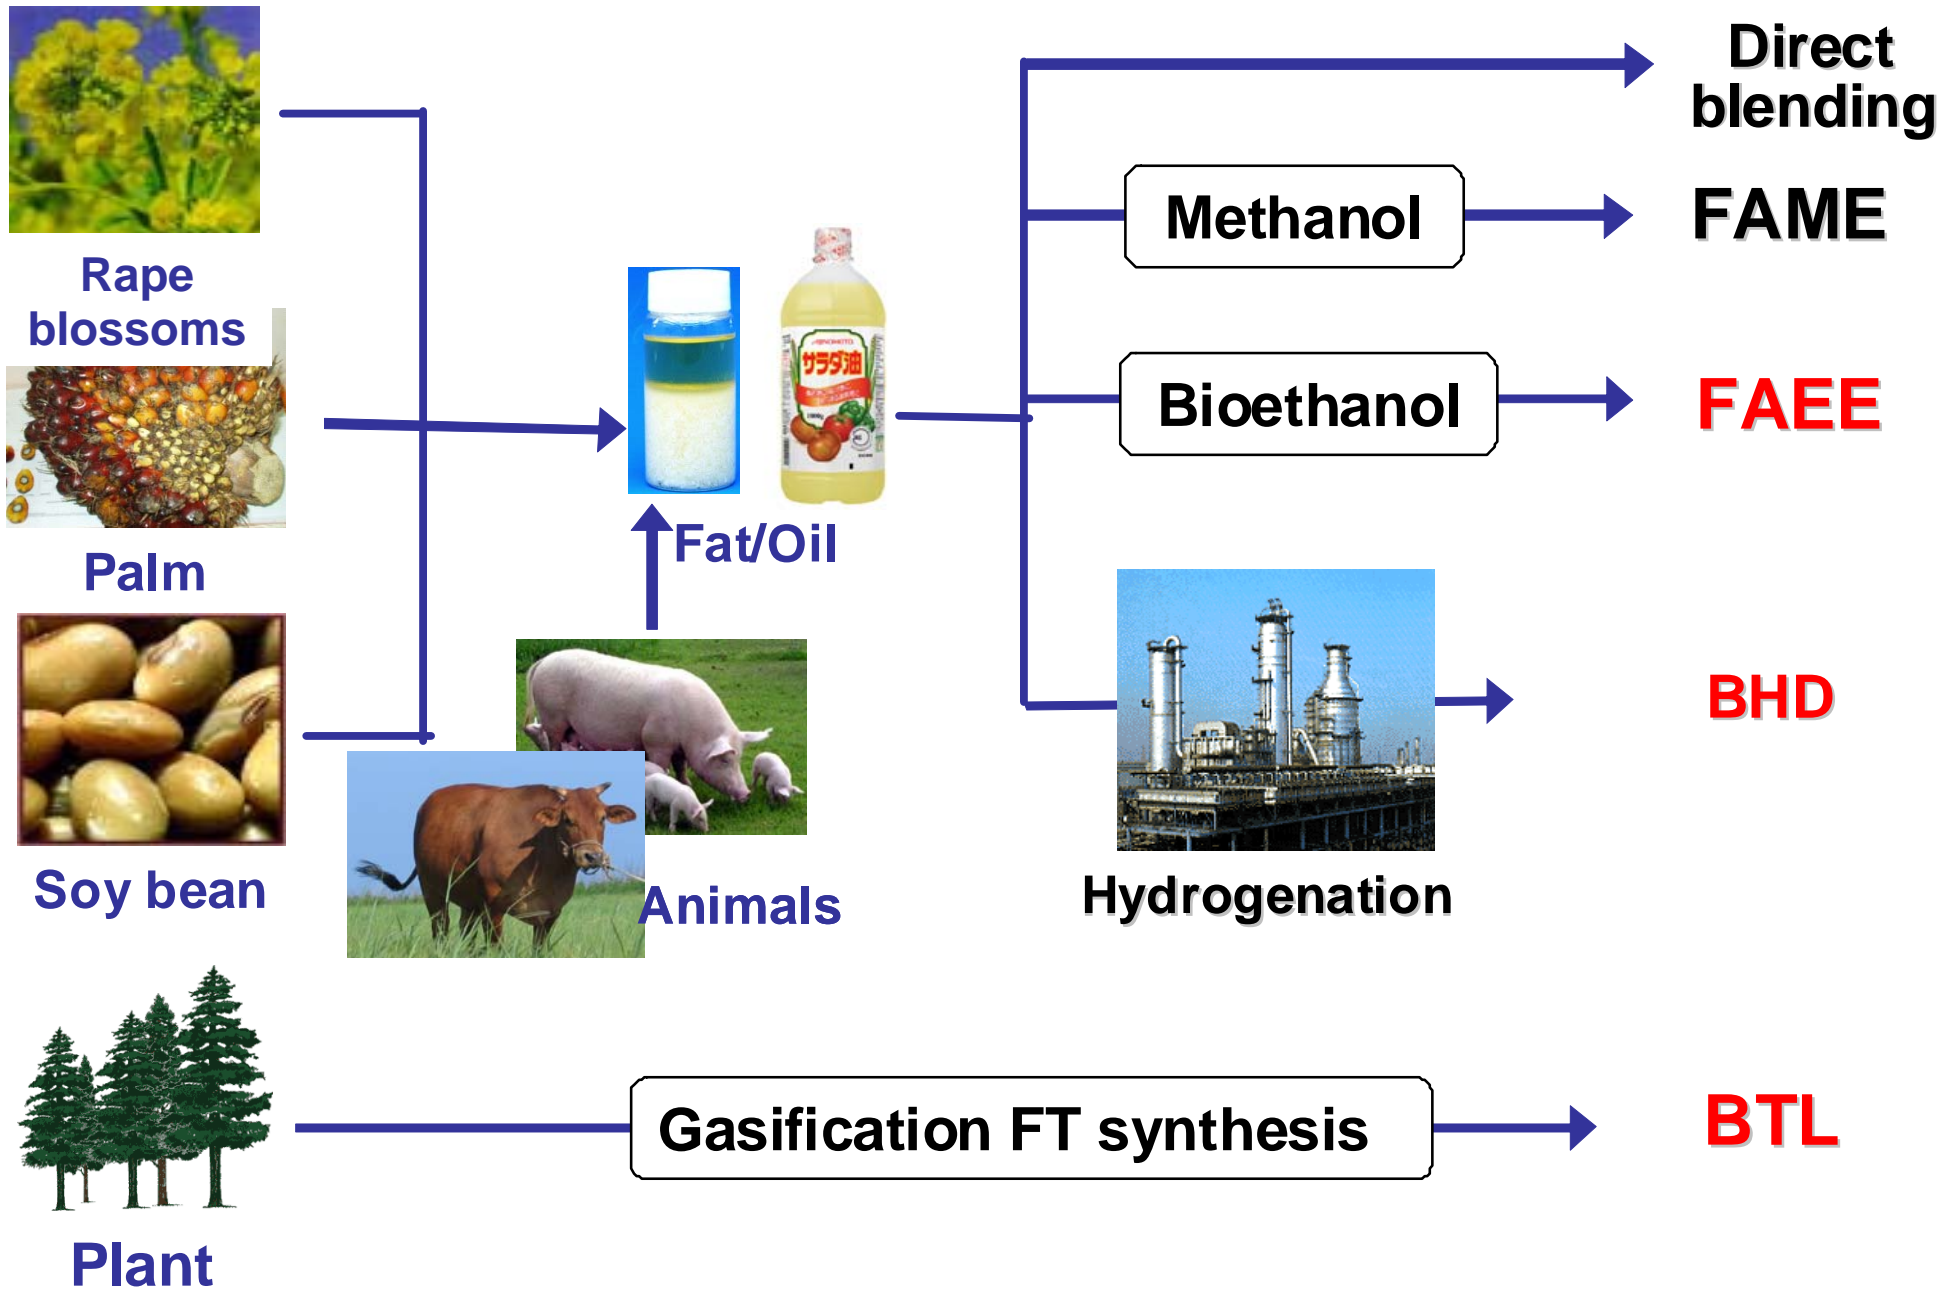 Direct
blending
Methanol
FAME
Rape
blossoms
AJINOMOTO
サラダ油
Bioethanol
FAEE
Fat/Oil
Palm
BHD
Soy bean
Animals
Hydrogenation
Gasification FT synthesis
BTL
Plant